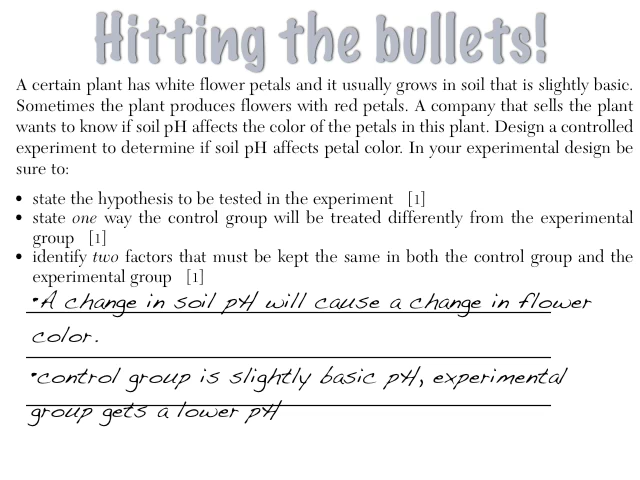 Hitting the bullets!
A certain plant has white flower petals and it usually grows in soil that is slightly basic.
Sometimes the plant produces flowers with red petals. A company that sells the plant
wants to know if soil pH affects the color of the petals in this plant. Design a controlled
experiment to determine if soil pH affects petal color. In your experimental design be
sure to:
• state the hypothesis to be tested in the experiment [1]
• state one way the control group will be treated differently from the experimental
group [1]
• identify two factors that must be kept the same in both the control group and the
experimental group [1]
•A change in soil pH will cause a change in flower
color.
•control group is slightly basic pH, experimental
group gets a lower pH